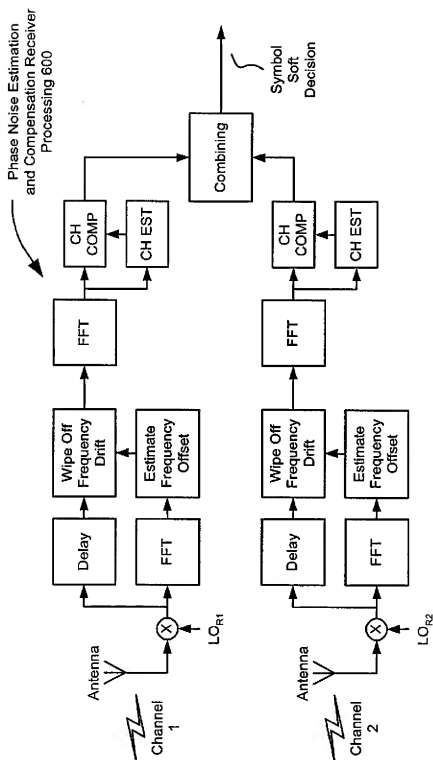 Phase Noise Estimation
and Compensation Receiver
Processing 600
Channel
1
Antenna
X
LO_R1
Delay
FFT
Wipe Off
Frequency
Drift
Estimate
Frequency
Offset
FFT
CH
COMP
CH EST
Combining
Symbol
Soft
Decision
Channel
2
Antenna
X
LO_R2
Delay
FFT
Wipe Off
Frequency
Drift
Estimate
Frequency
Offset
FFT
CH
COMP
CH EST